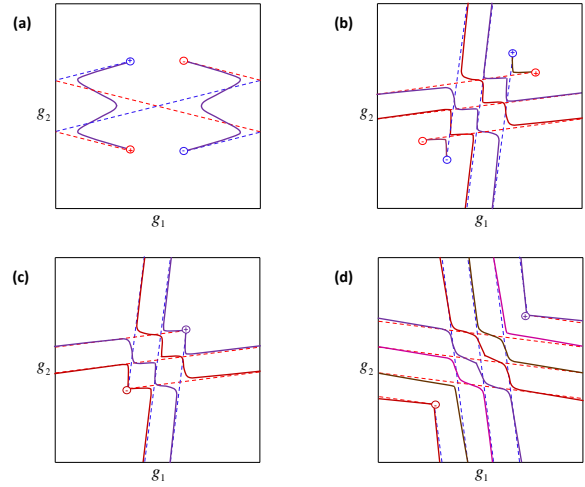 (a)
+
-
g2
-
+
g1
(b)
+
+
g2
-
-
g1
(c)
+
g2
-
g1
(d)
+
g2
-
g1